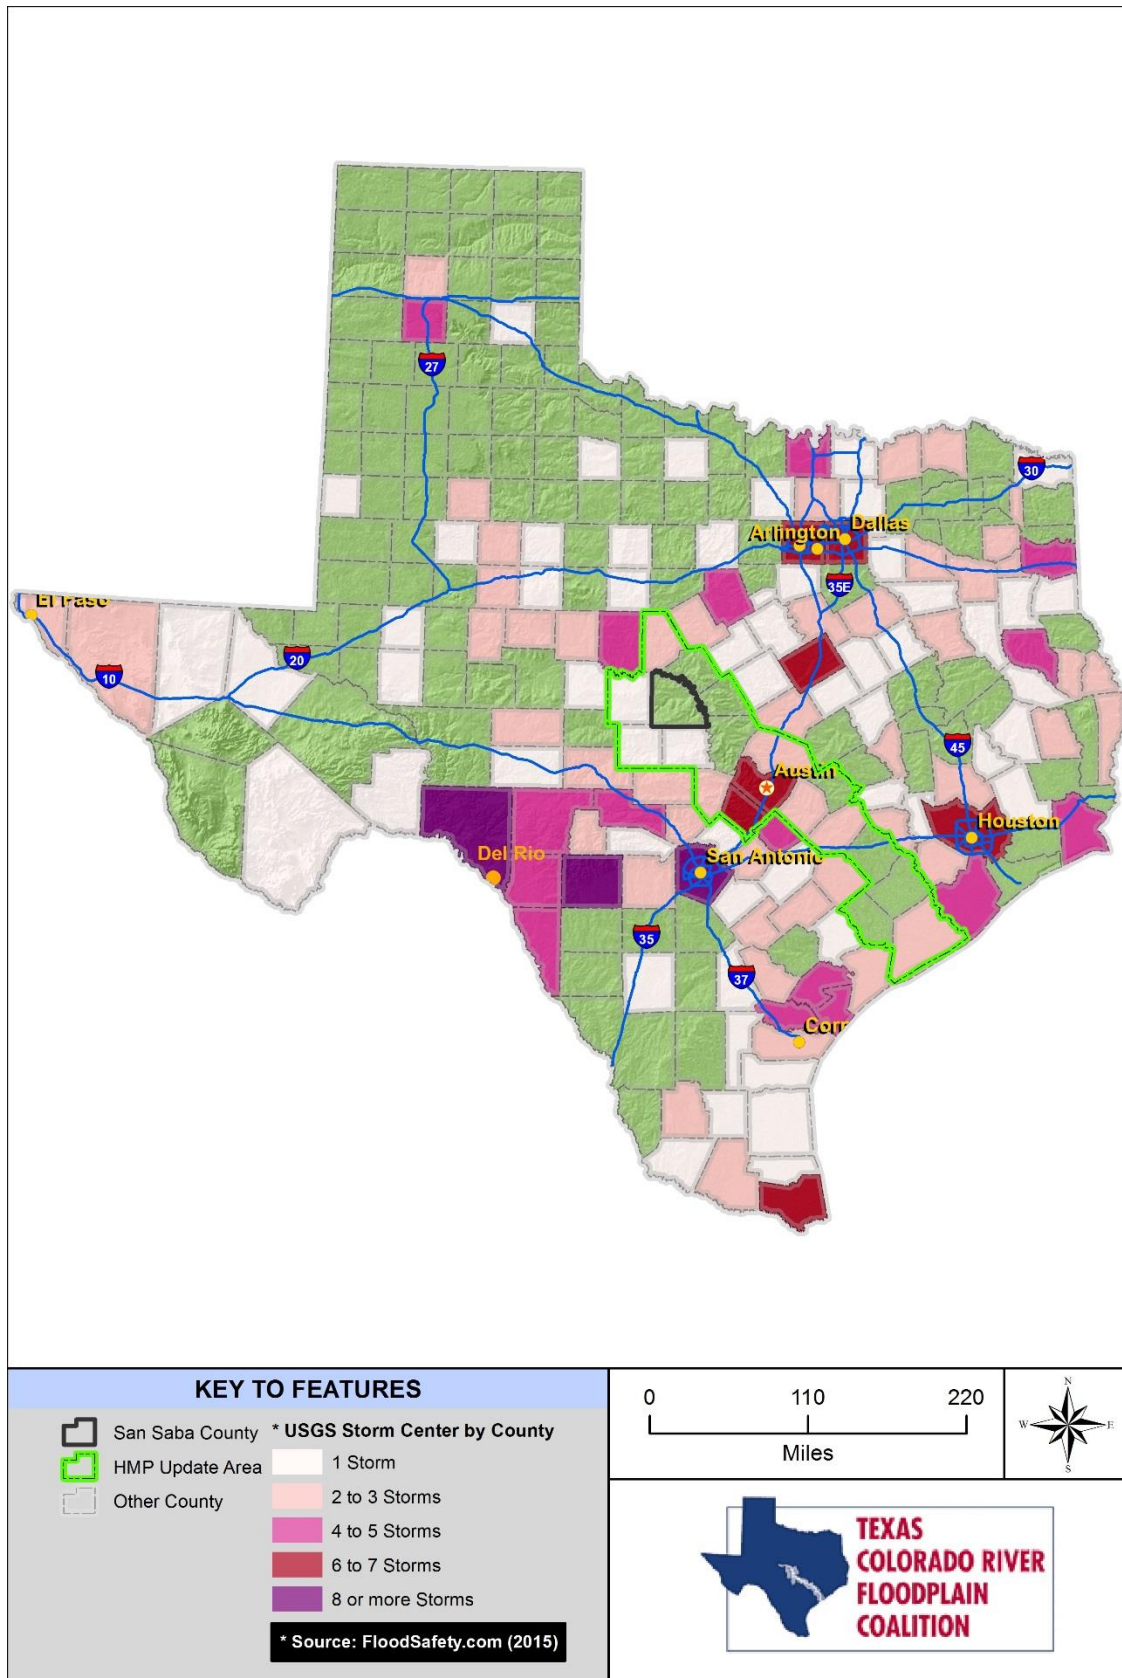 27
30
Arlington
Dallas
35E
El Paso
20
10
45
Austin
Houston
Del Rio
San Antonio
35
37
Corr
KEY TO FEATURES
San Saba County
HMP Update Area
Other County
* USGS Storm Center by County
1 Storm
2 to 3 Storms
4 to 5 Storms
6 to 7 Storms
8 or more Storms
* Source: FloodSafety.com (2015)
0 110 220
Miles
N
W E
S
TEXAS
COLORADO RIVER
FLOODPLAIN
COALITION